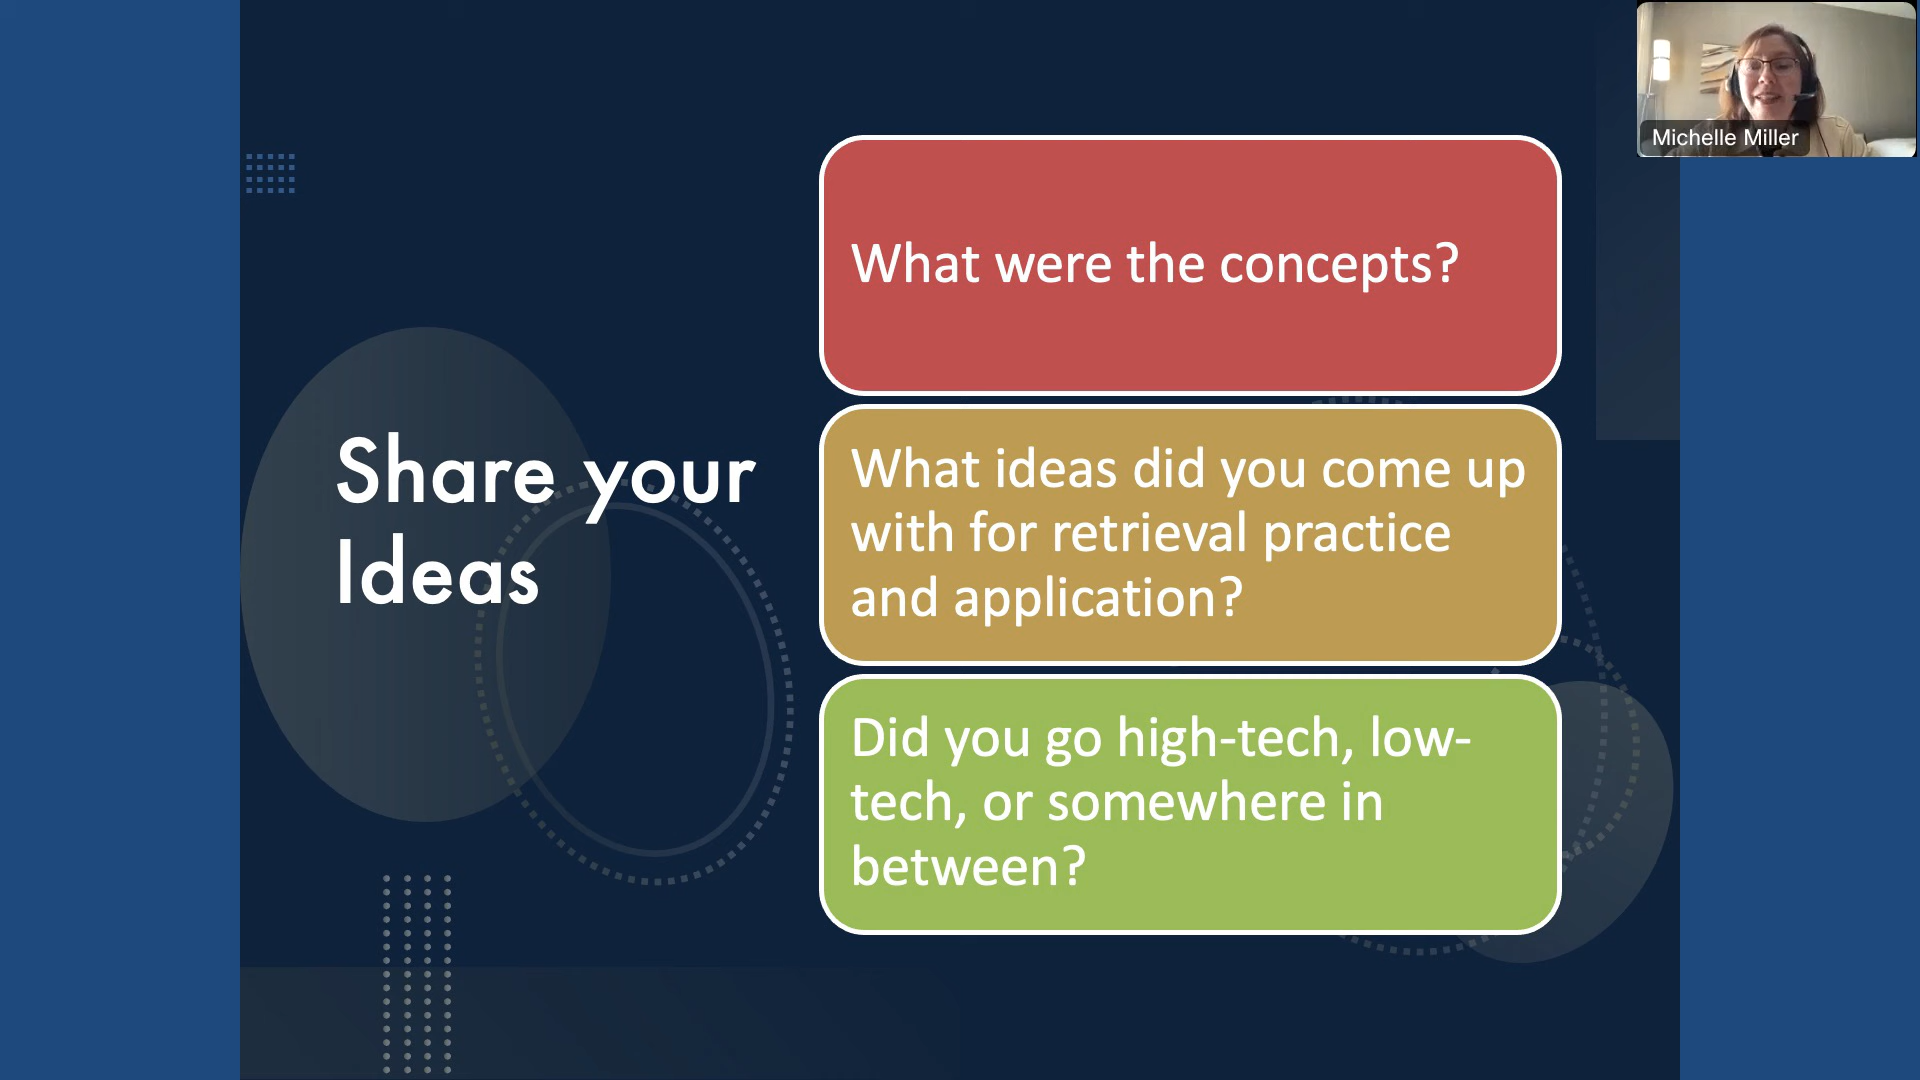 Michelle Miller
Share your
Ideas
What were the concepts?
What ideas did you come up
with for retrieval practice
and application?
Did you go high-tech, low-
tech, or somewhere in
between?